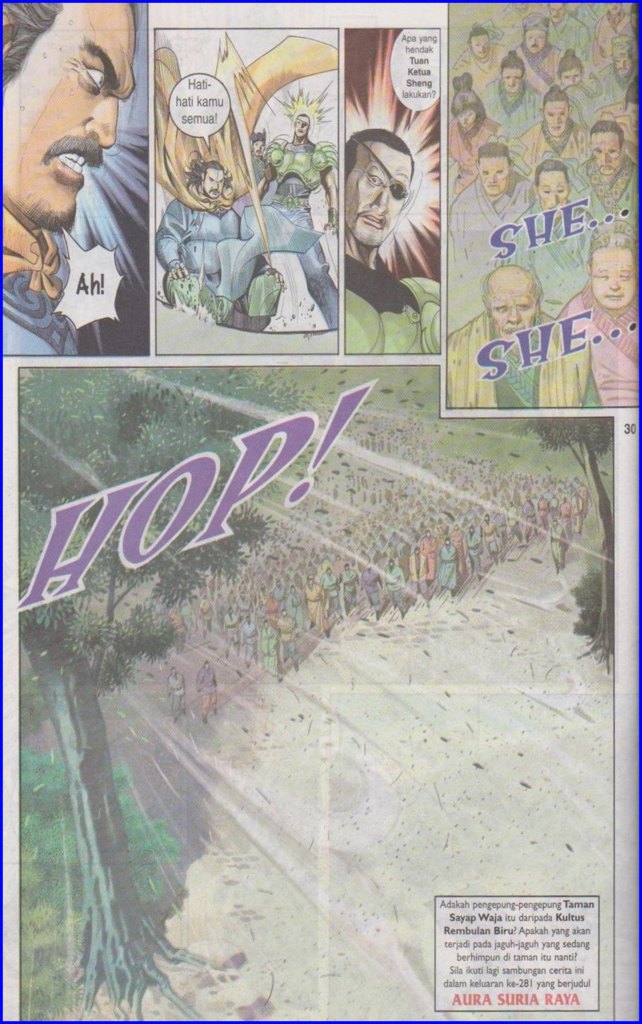 Ah!
Hati-
hati kamu
semua!
Apa yang
hendak
Tuan
Ketua
Sheng
lakukan?
SHE...
SHE...
HOP!
30
Adakah pengepung-pengepung Taman
Sayap Waja itu daripada Kultus
Rembulan Biru? Apakah yang akan
terjadi pada jaguh-jaguh yang sedang
berhimpun di taman itu nanti?
Sila ikuti lagi sambungan cerita ini
dalam keluaran ke-281 yang berjudul
AURA SURIA RAYA